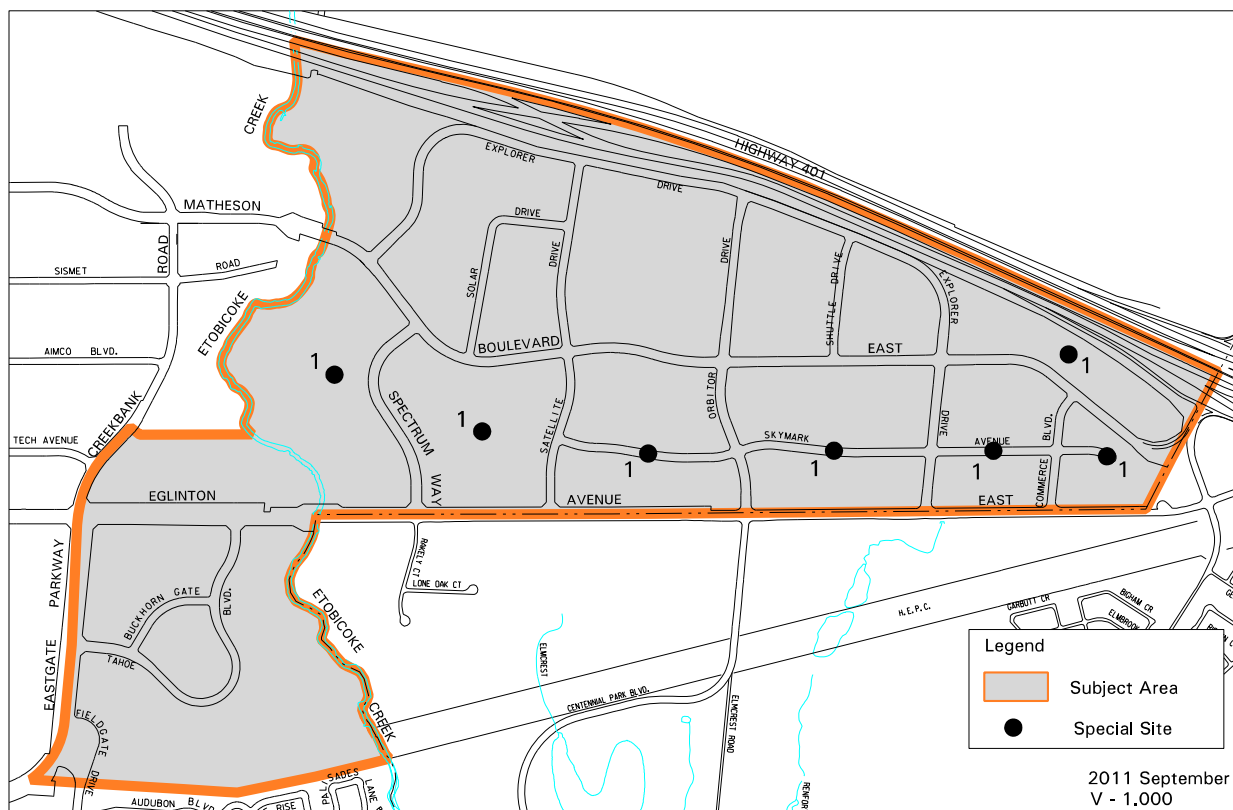 HIGHWAY 401
CREEK
EXPLORER
DRIVE
MATHESON
DRIVE
ROAD
SISMET
ROAD
SOLAR
DRIVE
DRIVE
SHUTTLE DRIVE
EXPLORER
ETOBICOKE
AIMCO BLVD.
BOULEVARD
EAST
1
1
SPECTRUM
WAY
ORBITOR
CREEKBANK
TECH AVENUE
1
SATELLITE
SKYMARK
DRIVE
AVENUE
BLVD.
1
1
1
1
COMMERCE
EGLINTON
AVENUE
EAST
RAKELY CT
LONE OAK CT
PARKWAY
EASTGATE
BUCKHORN GATE
BLVD.
TAHOE
ETOBICOKE
CREEK
H.E.P.C.
GARBUTT CR
BIGHAM CR
ELMBROOK
ELMCREST
CENTENNIAL PARK BLVD.
ELMCREST ROAD
FIELDGATE
DRIVE
PALISADES
LANE
AUDUBON BLVD
RISE
RENFOR
Legend
Subject Area
Special Site
2011 September
V - 1.000